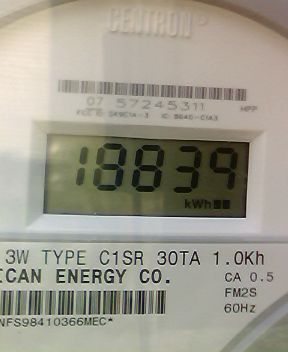 CENTRON®
07 57245311
HPP
18839
kWh
3W TYPE C1SR 30TA 1.0Kh
ICAN ENERGY CO.
CA 0.5
FM2S
60Hz
NFS98410366MEC*